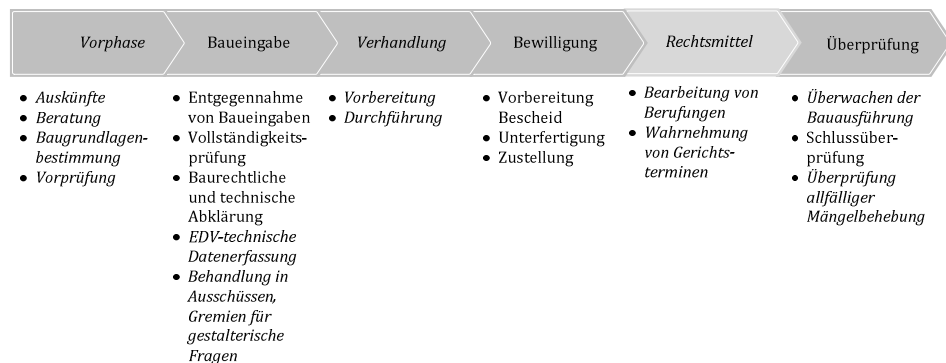 Vorphase
Baueingabe
Verhandlung
Bewilligung
Rechtsmittel
Überprüfung
• Auskünfte
• Beratung
• Baugrundlagen-
bestimmung
• Vorprüfung
• Entgegennahme
von Baueingaben
• Vollständigkeits-
prüfung
• Baurechtliche
und technische
Abklärung
• EDV-technische
Datenerfassung
• Behandlung in
Ausschüssen,
Gremien für
gestalterische
Fragen
• Vorbereitung
• Durchführung
• Vorbereitung
Bescheid
• Unterfertigung
• Zustellung
• Bearbeitung von
Berufungen
• Wahrnehmung
von Gerichts-
terminen
• Überwachen der
Bauausführung
• Schlussüber-
prüfung
• Überprüfung
allfälliger
Mängelbehebung